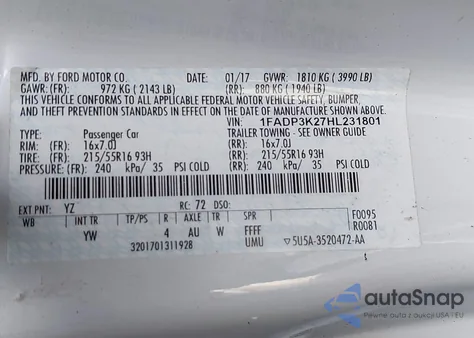 MFD. BY FORD MOTOR CO. DATE: 01/17 GVWR: 1810 KG ( 3990 LB)
GAWR: (FR): 972 KG ( 2143 LB) (RR): 880 KG ( 1940 LB)
THIS VEHICLE CONFORMS TO ALL APPLICABLE FEDERAL MOTOR VEHICLE SAFETY, BUMPER,
AND THEFT PREVENTION STANDARDS IN EFFECT ON THE DATE OF MANUFACTURE SHOWN ABOVE.
VIN: 1FADP3K27HL231801
TYPE: Passenger Car TRAILER TOWING - SEE OWNER GUIDE
RIM: (FR): 16x7.0J (RR): 16x7.0J
TIRE: (FR): 215/55R16 93H (RR): 215/55R16 93H
PRESSURE: (FR): 240 kPa/ 35 PSI COLD (RR): 240 kPa/ 35 PSI COLD
EXT PNT: YZ RC: 72 DSO: F0095
WB INT TR TP/PS R AXLE TR SPR R0081
YW 4 AU W FFFF
3201701311928 UMU 5U5A-3520472-AA
autoSnap
Pewne auta z USA i EU